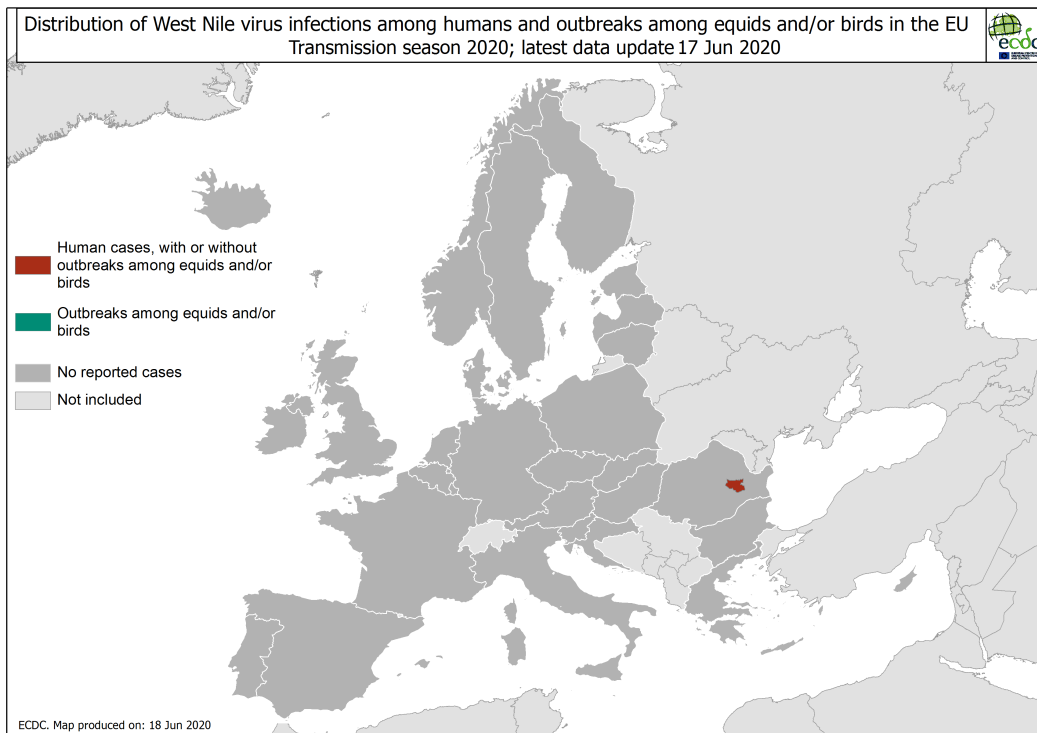 Distribution of West Nile virus infections among humans and outbreaks among equids and/or birds in the EU
Transmission season 2020; latest data update 17 Jun 2020
ecdc
Human cases, with or without
outbreaks among equids and/or
birds
Outbreaks among equids and/or
birds
No reported cases
Not included
ECDC. Map produced on: 18 Jun 2020